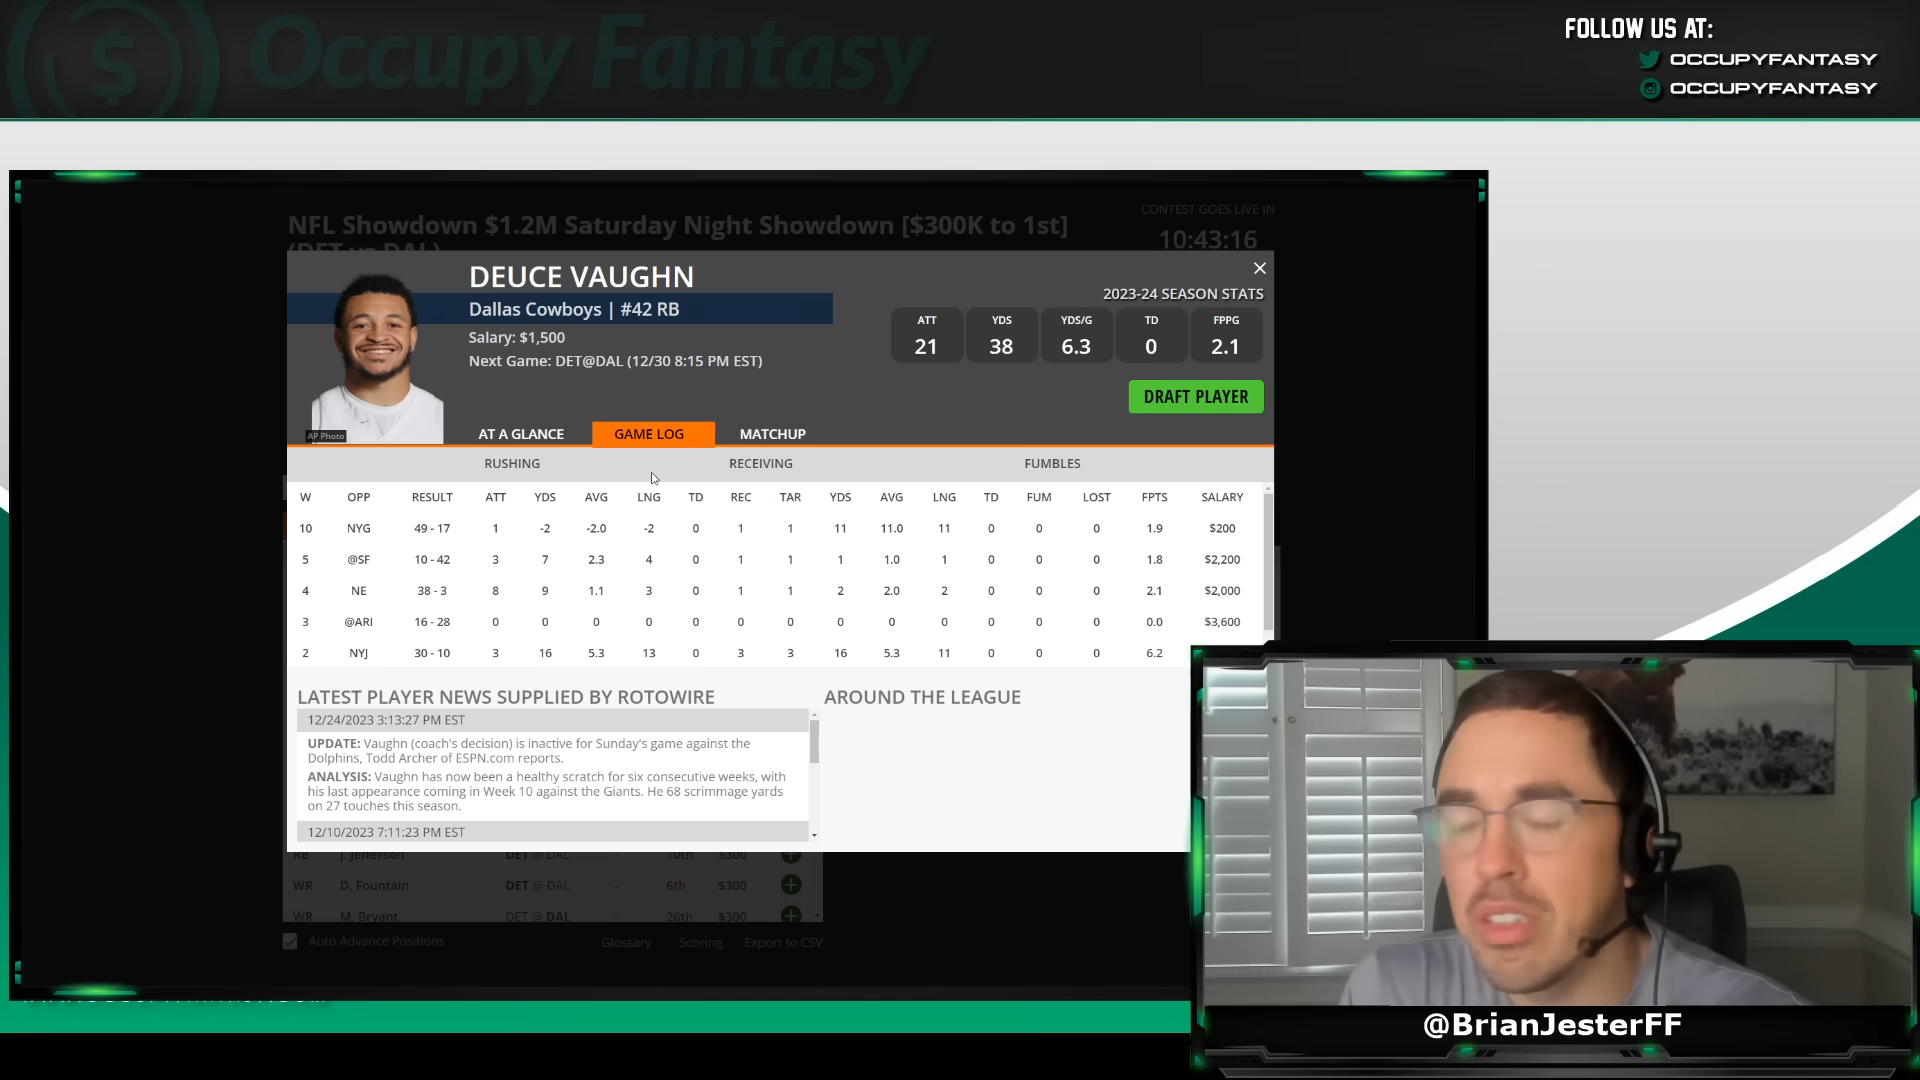 Occupy Fantasy
FOLLOW US AT:
OCCUPYFANTASY
OCCUPYFANTASY
NFL Showdown $1.2M Saturday Night Showdown [$300K to 1st]
(DET vs DAL)
CONTEST GOES LIVE IN
10:43:16
DEUCE VAUGHN
Dallas Cowboys | #42 RB
Salary: $1,500
Next Game: DET@DAL (12/30 8:15 PM EST)
2023-24 SEASON STATS
ATT YDS YDS/G TD FPPG
21 38 6.3 0 2.1
DRAFT PLAYER
AP Photo
AT A GLANCE GAME LOG MATCHUP
RUSHING RECEIVING FUMBLES
W OPP RESULT ATT YDS AVG LNG TD REC TAR YDS AVG LNG TD FUM LOST FPTS SALARY
10 NYG 49 - 17 1 -2 -2.0 -2 0 1 1 11 11.0 11 0 0 0 1.9 $200
5 @SF 10 - 42 3 7 2.3 4 0 1 1 1 1.0 1 0 0 0 1.8 $2,200
4 NE 38 - 3 8 9 1.1 3 0 1 1 2 2.0 2 0 0 0 2.1 $2,000
3 @ARI 16 - 28 0 0 0 0 0 0 0 0 0 0 0 0 0 0.0 $3,600
2 NYJ 30 - 10 3 16 5.3 13 0 3 3 16 5.3 11 0 0 0 6.2
LATEST PLAYER NEWS SUPPLIED BY ROTOWIRE
AROUND THE LEAGUE
12/24/2023 3:13:27 PM EST
UPDATE: Vaughn (coach's decision) is inactive for Sunday's game against the
Dolphins, Todd Archer of ESPN.com reports.
ANALYSIS: Vaughn has now been a healthy scratch for six consecutive weeks, with
his last appearance coming in Week 10 against the Giants. He 68 scrimmage yards
on 27 touches this season.
12/10/2023 7:11:23 PM EST
RB J. Jefferson DET @ DAL - 10th $300
WR D. Fountain DET @ DAL - 6th $300
WR M. Bryant DET @ DAL - 26th $300
Auto Advance Positions
Glossary Scoring Export to CSV
@BrianJesterFF